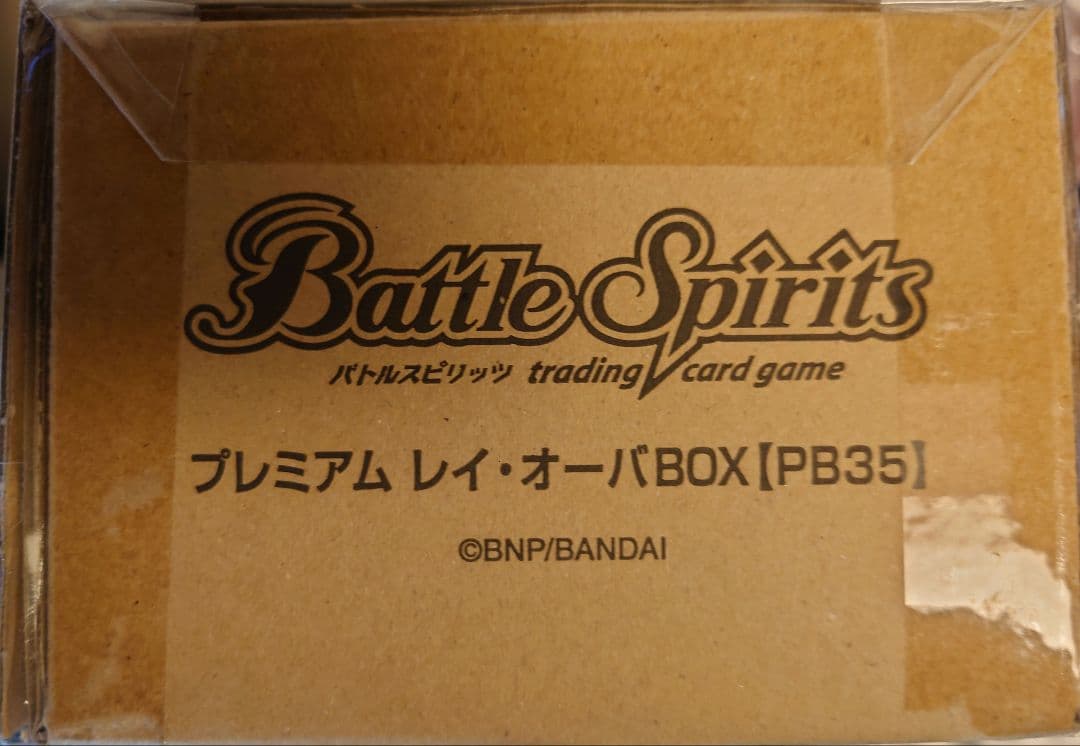 Battle Spirits
バトルスピリッツ trading card game
プレミアム レイ・オーバBOX【PB35】
©BNP/BANDAI